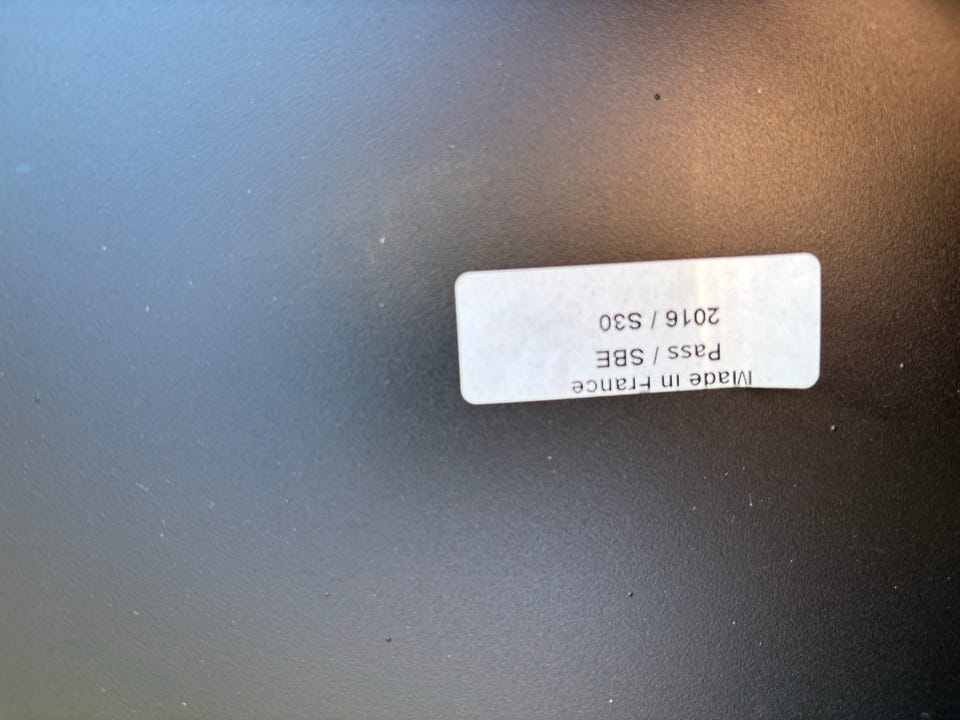 Made in France
Pass / SBE
2016 / S30